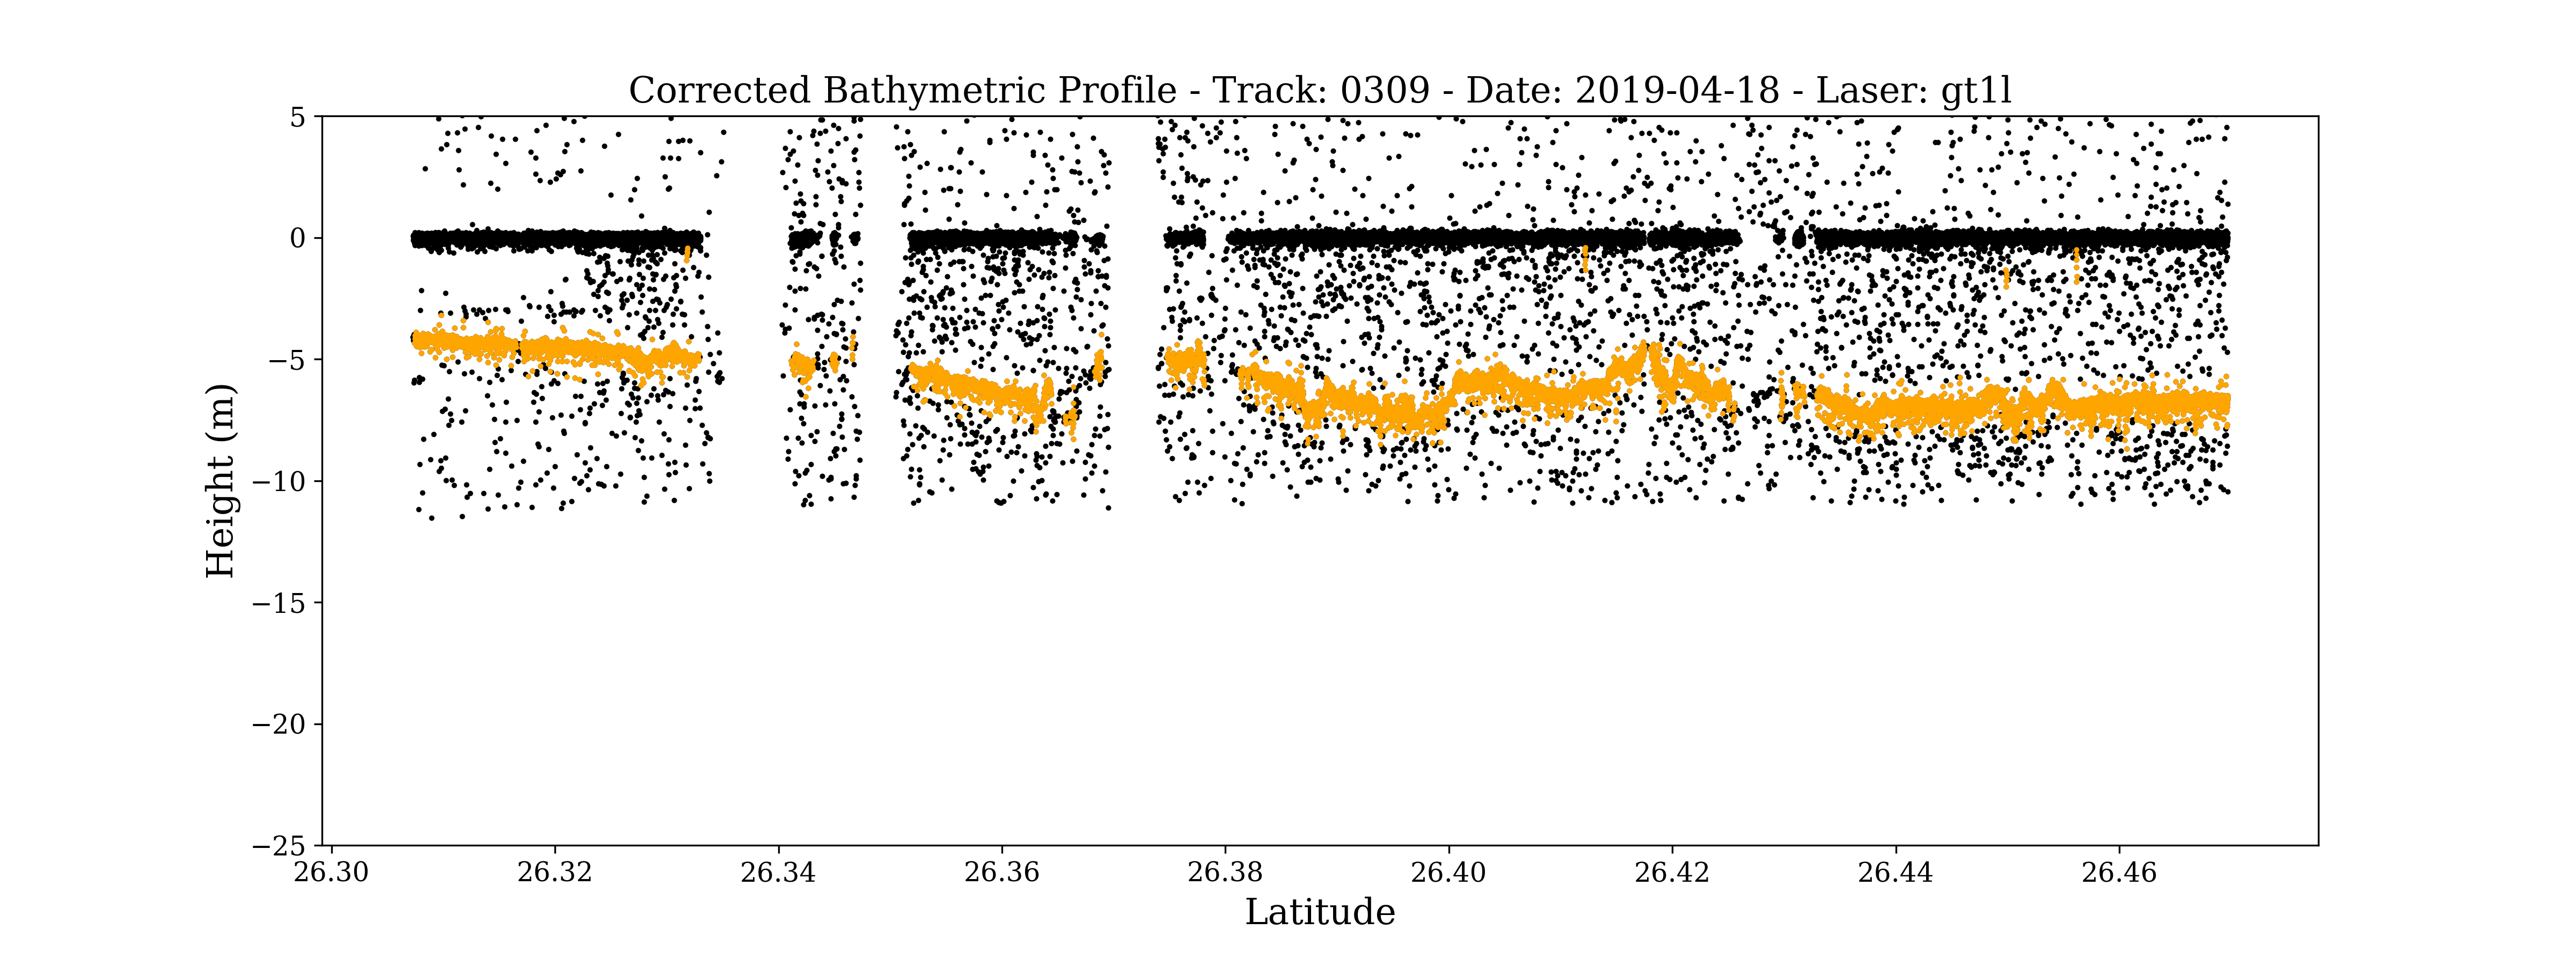 Corrected Bathymetric Profile - Track: 0309 - Date: 2019-04-18 - Laser: gt1l
5
0
−5
−10
−15
−20
−25
Height (m)
26.30 26.32 26.34 26.36 26.38 26.40 26.42 26.44 26.46
Latitude